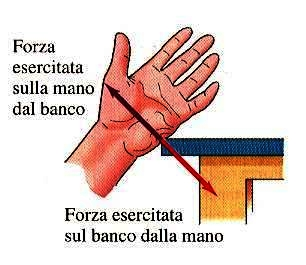 Forza
esercitata
sulla mano
dal banco
Forza esercitata
sul banco dalla mano